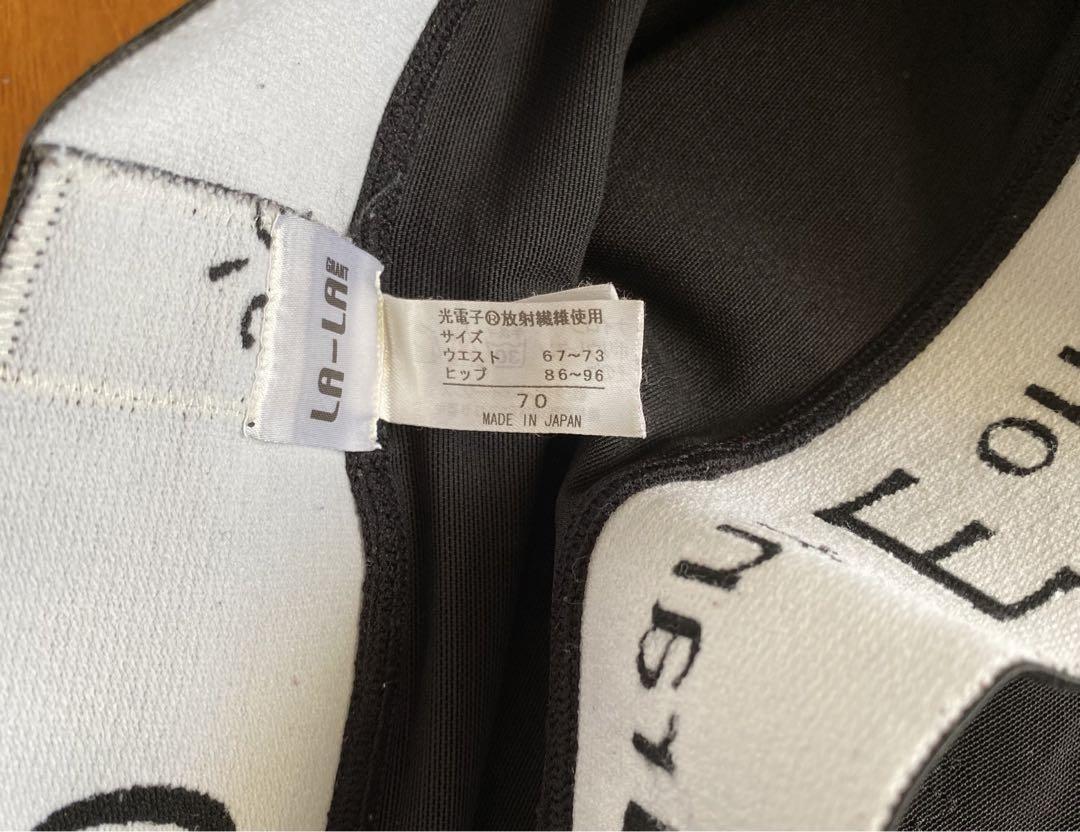 LA-LA
GRANT
光電子®放射繊維使用
サイズ
ウエスト 67~73
ヒップ 86~96
70
MADE IN JAPAN